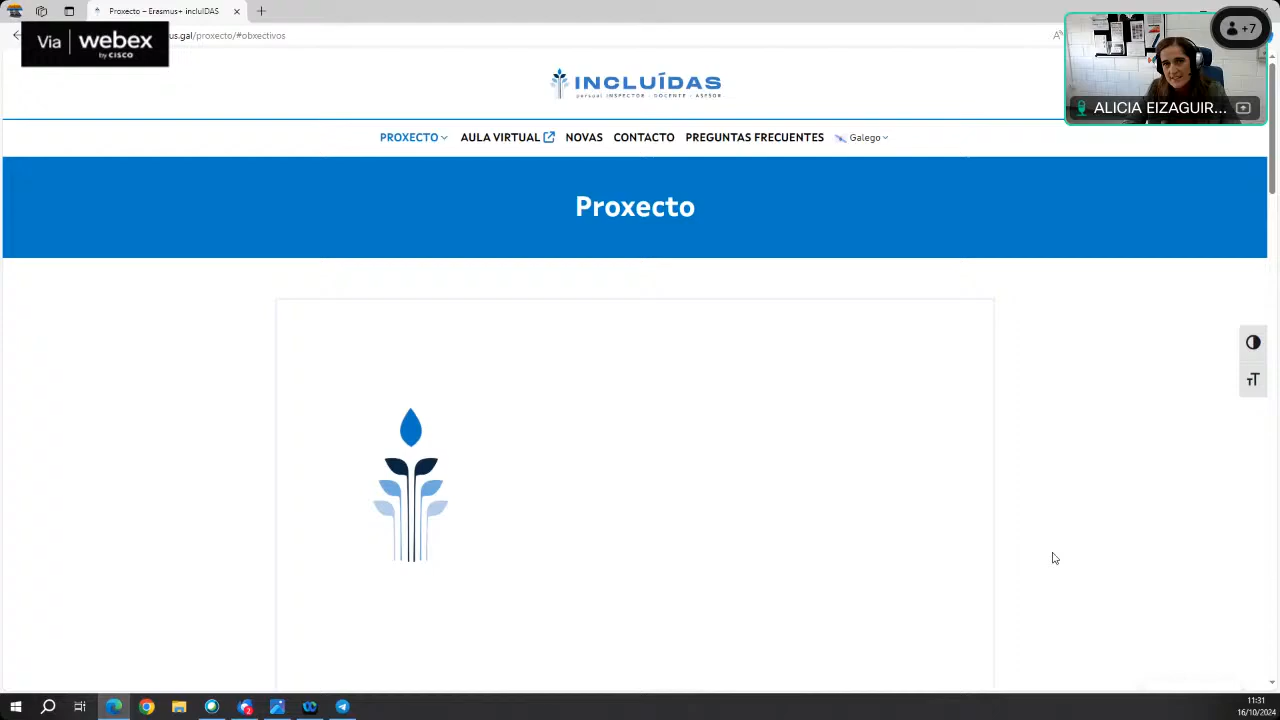 Proxecto – Erasmus+ incluIDAS
Via webex
by CISCO
us.gal/proxecto/#obxectivos
+7
ALICIA EIZAGUIR...
INCLUÍDAS
persoal INSPECTOR · DOCENTE · ASESOR
PROXECTO
AULA VIRTUAL
NOVAS
CONTACTO
PREGUNTAS FRECUENTES
Galego
Proxecto
11:31
16/10/2024